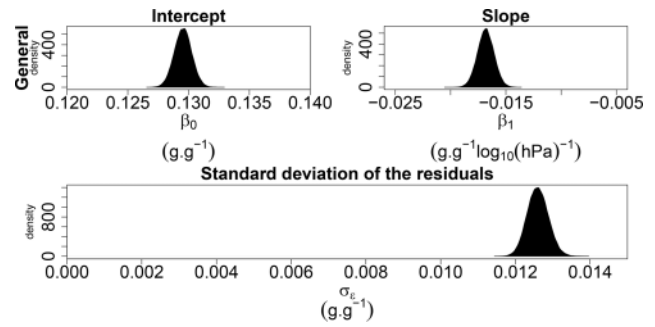 Intercept
Slope
General
density
0 400
0.120 0.125 0.130 0.135 0.140
β0
(g.g−1)
density
0 400
−0.025 −0.015 −0.005
β1
(g.g−1log10(hPa)−1)
Standard deviation of the residuals
density
0 800
0.000 0.002 0.004 0.006 0.008 0.010 0.012 0.014
σε
(g.g−1)